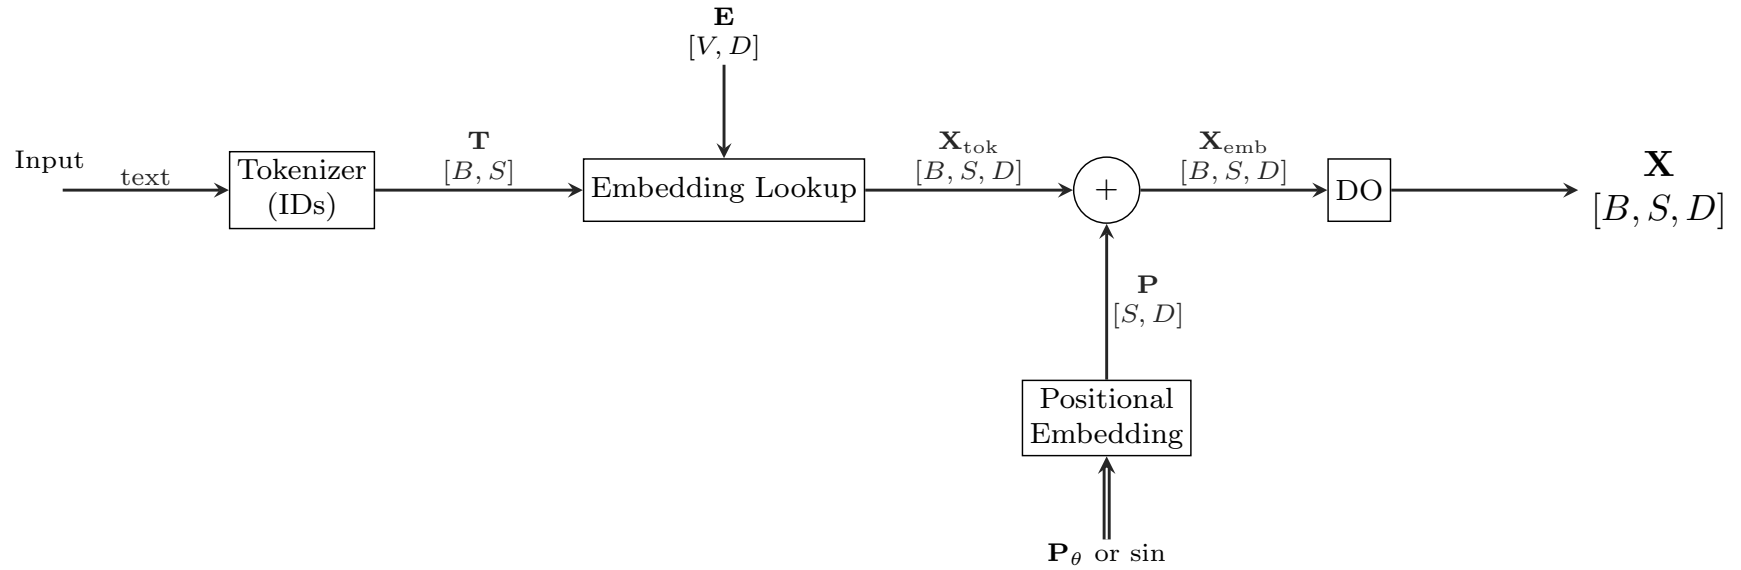 E
[V, D]
Input
text
Tokenizer
(IDs)
T
[B, S]
Embedding Lookup
X_tok
[B, S, D]
+
X_emb
[B, S, D]
DO
X
[B, S, D]
P
[S, D]
Positional
Embedding
P_θ or sin